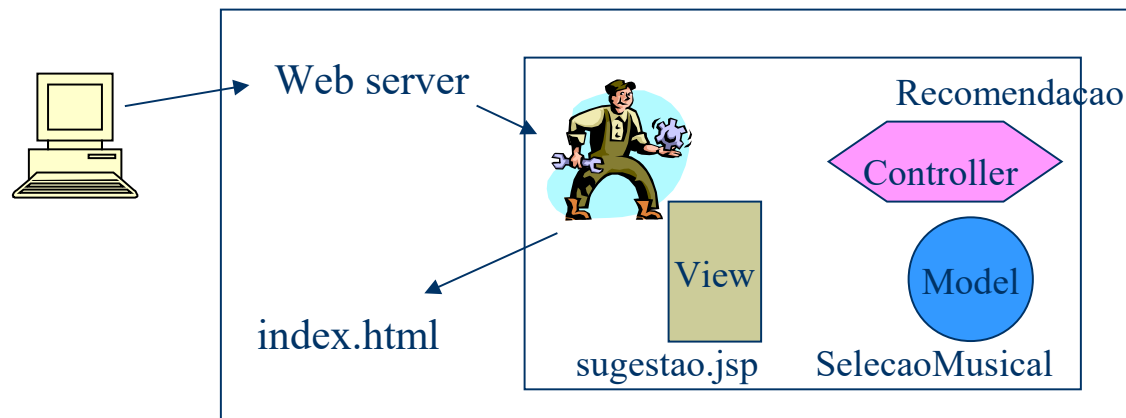 Web server
Recomendacao
Controller
View
Model
index.html
sugestao.jsp
SelecaoMusical